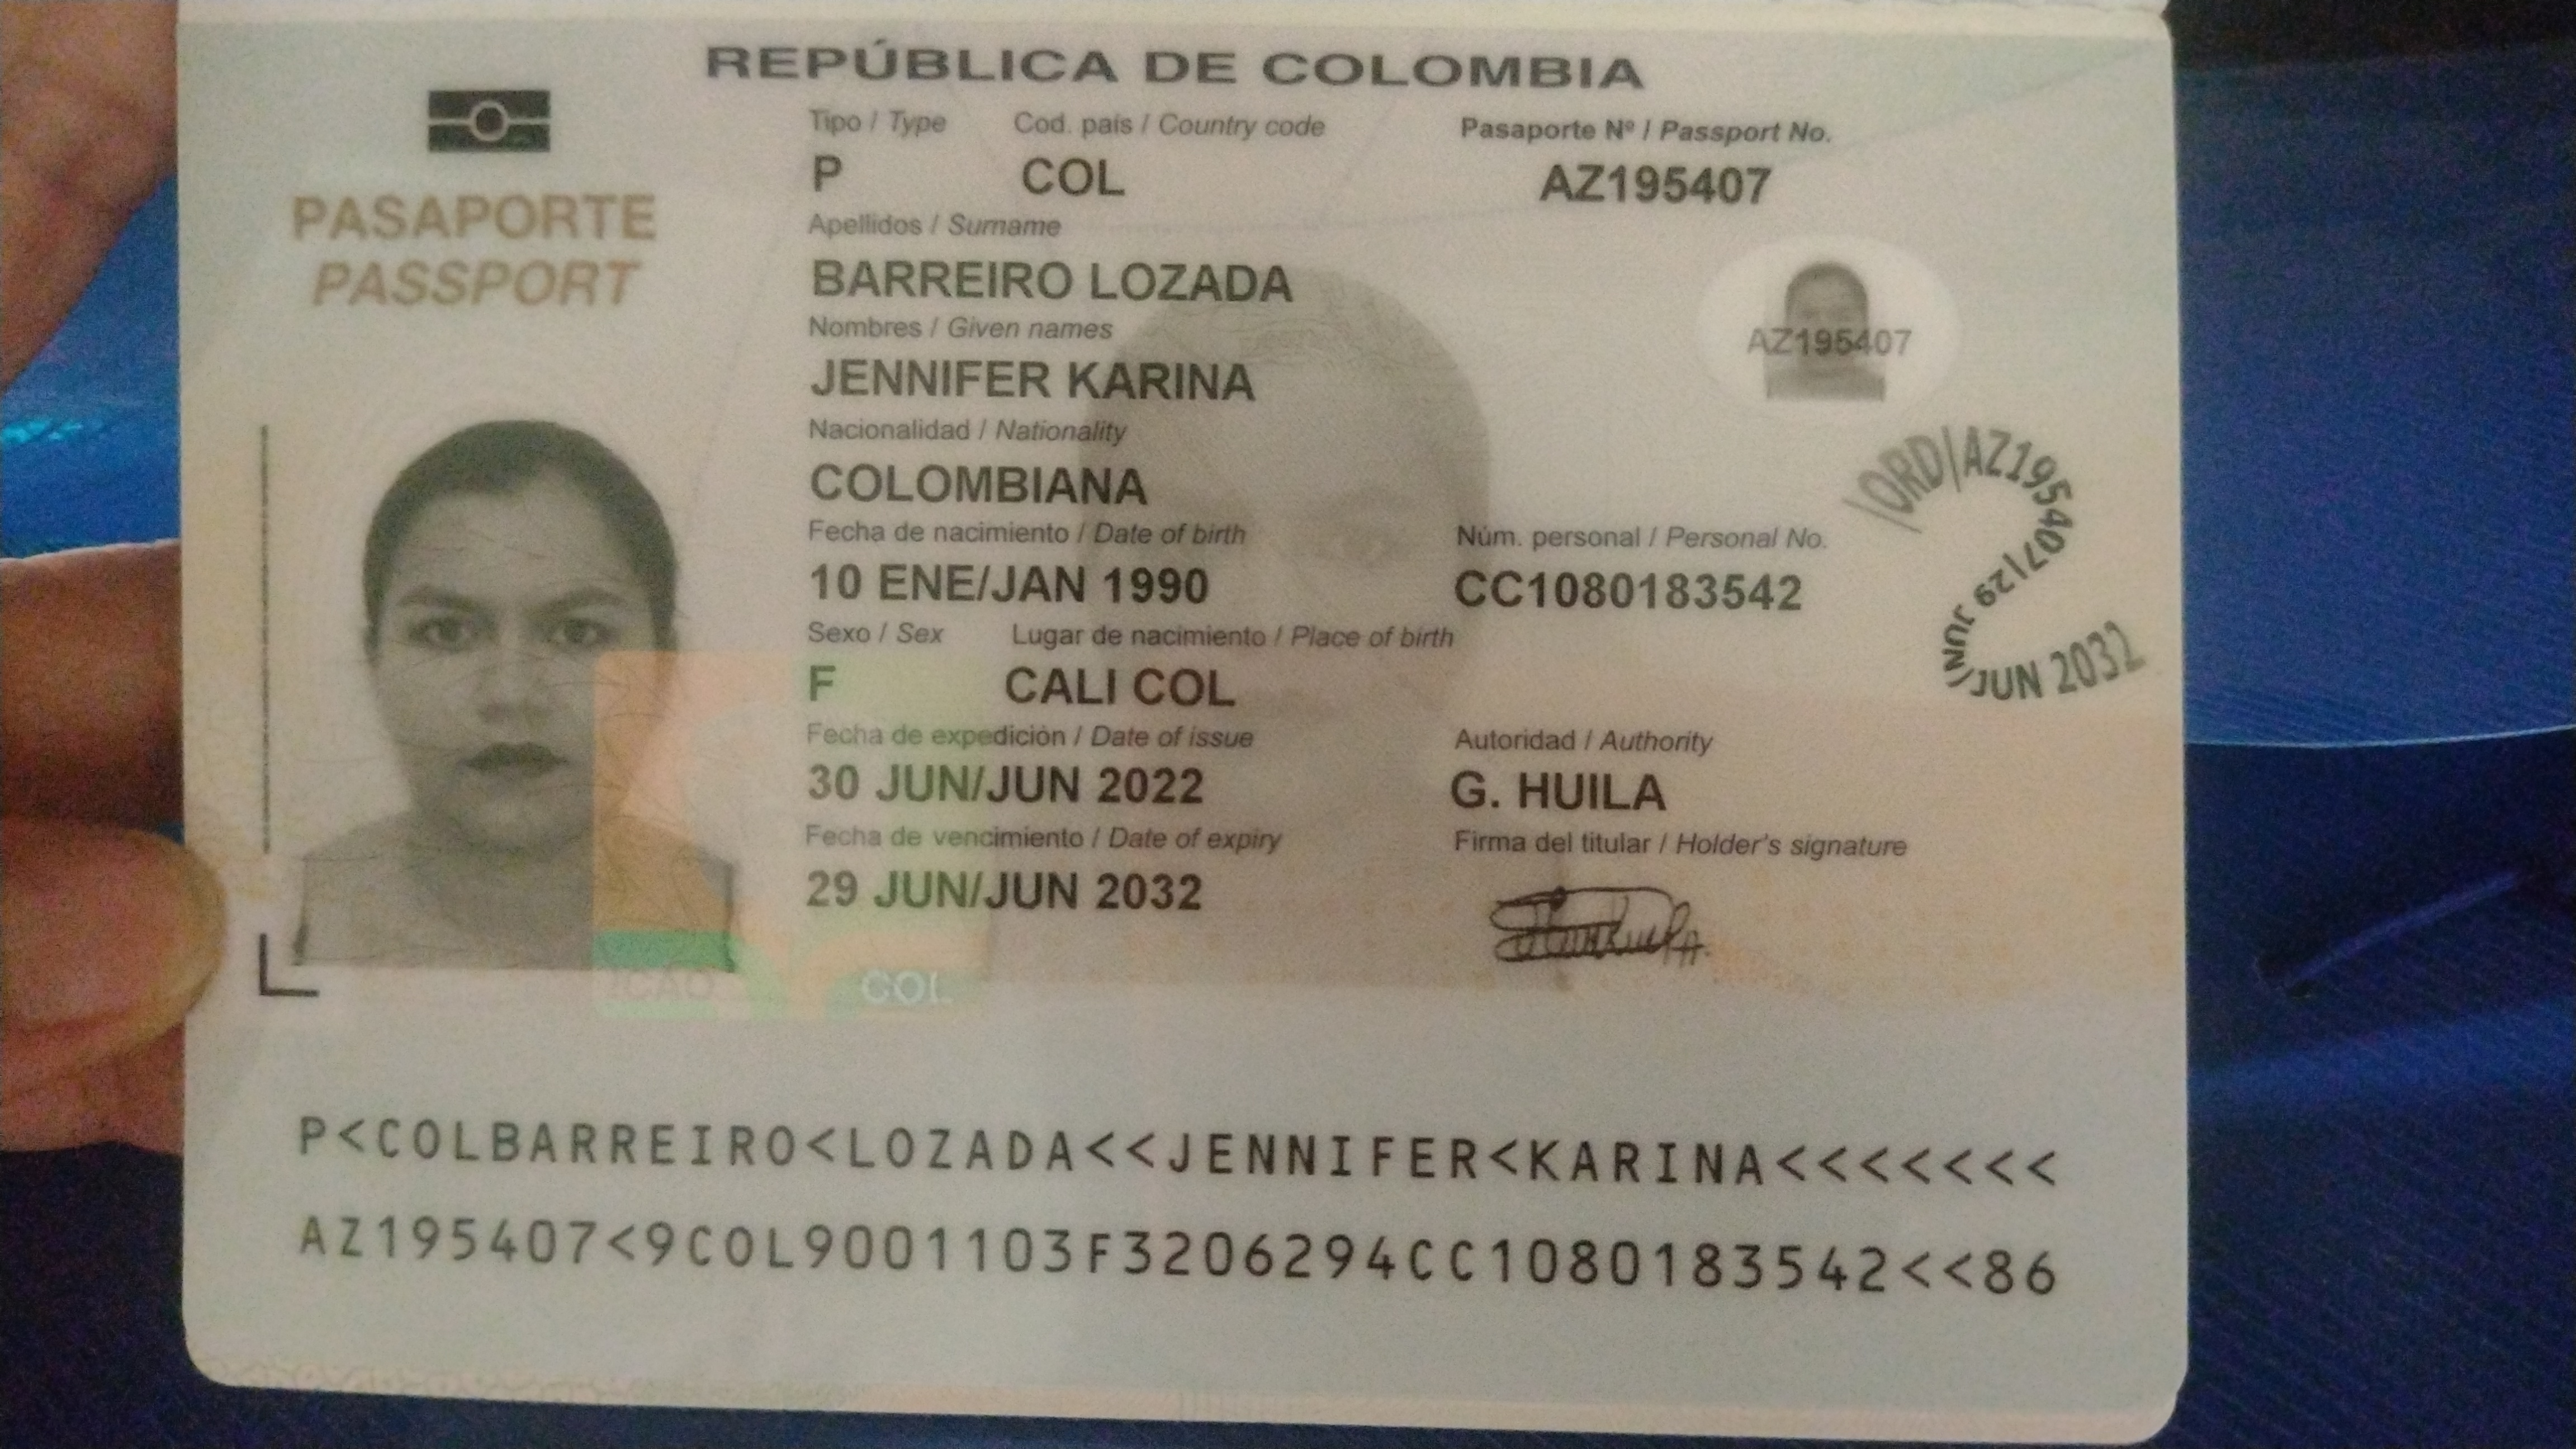 REPÚBLICA DE COLOMBIA
PASAPORTE
PASSPORT
Tipo / Type Cod. país / Country code Pasaporte Nº / Passport No.
P COL AZ195407
Apellidos / Surname
BARREIRO LOZADA
Nombres / Given names
JENNIFER KARINA
AZ195407
Nacionalidad / Nationality
COLOMBIANA
Fecha de nacimiento / Date of birth Núm. personal / Personal No.
10 ENE/JAN 1990 CC1080183542
Sexo / Sex Lugar de nacimiento / Place of birth
F CALI COL
/ORD|AZ195407|29 JUN/JUN 2032
Fecha de expedición / Date of issue Autoridad / Authority
30 JUN/JUN 2022 G. HUILA
Fecha de vencimiento / Date of expiry Firma del titular / Holder's signature
29 JUN/JUN 2032
ICAO COL
P<COLBARREIRO<LOZADA<<JENNIFER<KARINA<<<<<<<
AZ195407<9COL9001103F3206294CC1080183542<<86